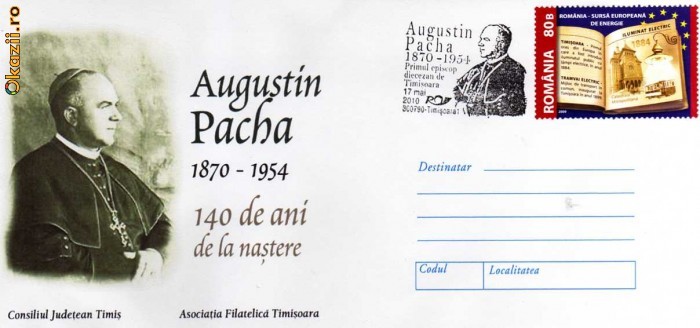 Okazii.ro
Augustin
Pacha
1870 - 1954
140 de ani
de la naștere
Consiliul Județean Timiș
Asociația Filatelică Timișoara
Augustin
Pacha
1870-1954
Primul episcop
diecezan de
Timișoara
17 mai
2010
300790-Timișoara 1
ROMÂNIA 80B
ROMÂNIA - SURSĂ EUROPEANĂ
DE ENERGIE
ILUMINAT ELECTRIC
1884
TIMIȘOARA
TRAMVAI ELECTRIC
Destinatar
Codul
Localitatea